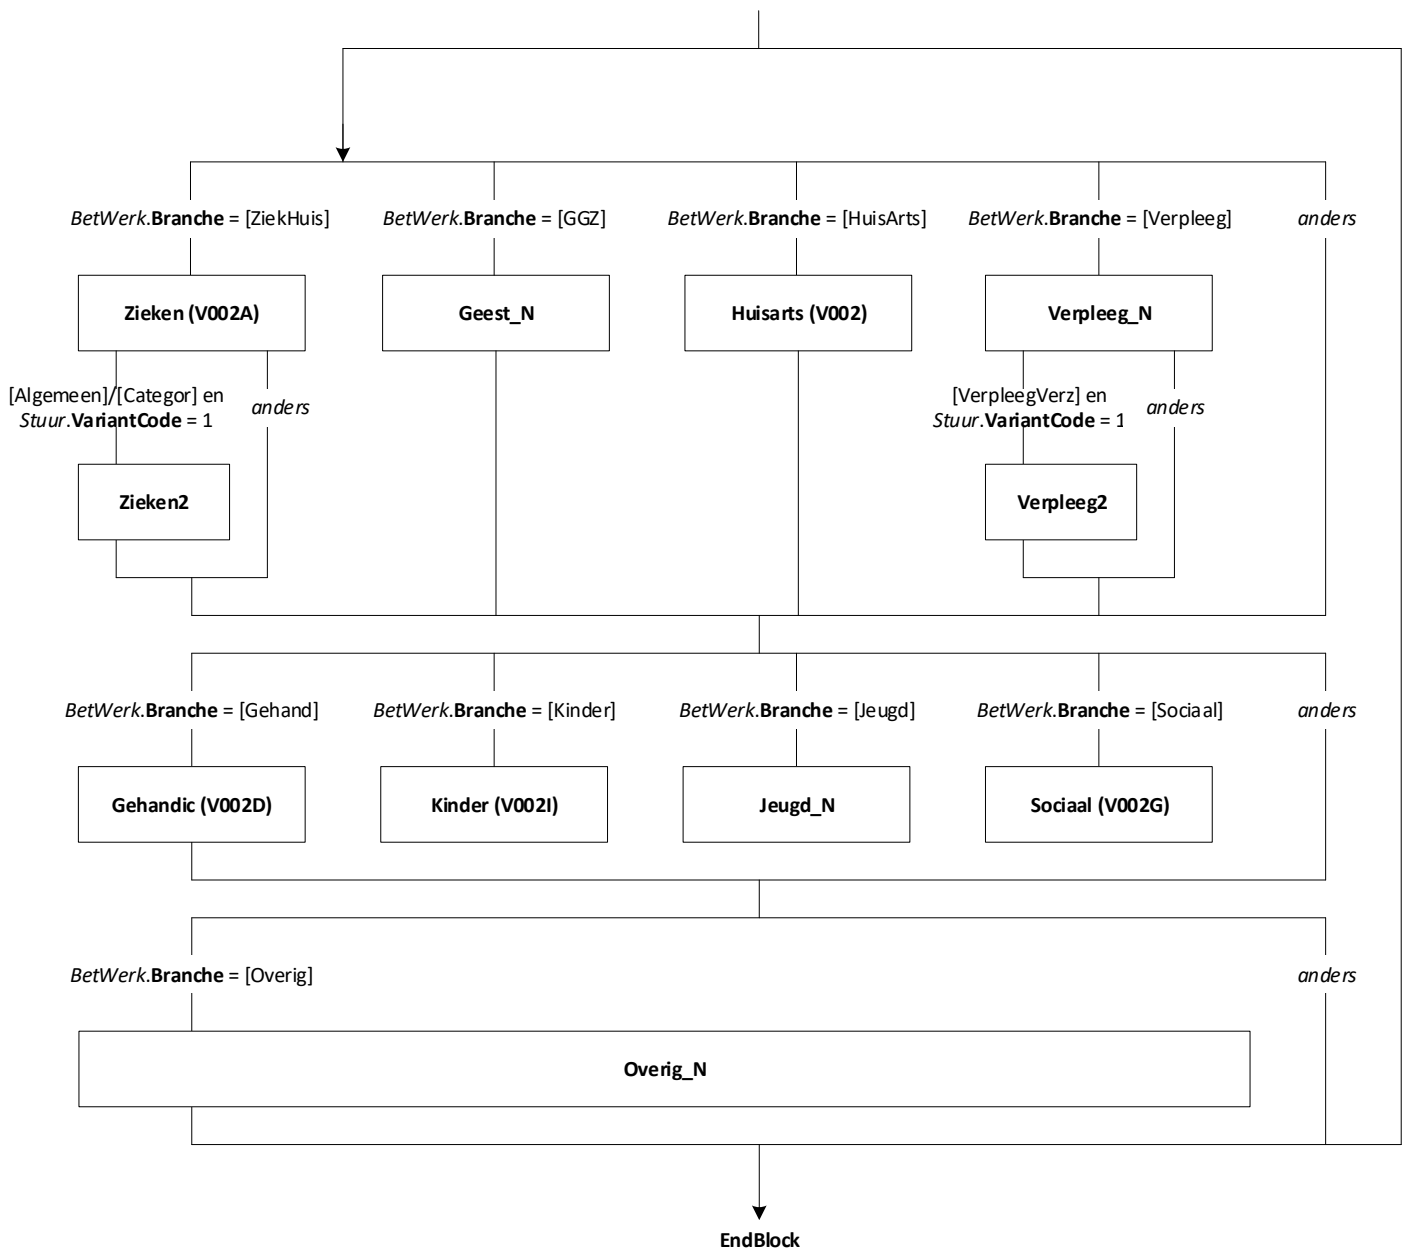 BetWerk.Branche = [ZiekHuis]
BetWerk.Branche = [GGZ]
BetWerk.Branche = [HuisArts]
BetWerk.Branche = [Verpleeg]
anders
Zieken (V002A)
Geest_N
Huisarts (V002)
Verpleeg_N
[Algemeen]/[Categor] en
Stuur.VariantCode = 1
anders
[VerpleegVerz] en
Stuur.VariantCode = 1
anders
Zieken2
Verpleeg2
BetWerk.Branche = [Gehand]
BetWerk.Branche = [Kinder]
BetWerk.Branche = [Jeugd]
BetWerk.Branche = [Sociaal]
anders
Gehandic (V002D)
Kinder (V002I)
Jeugd_N
Sociaal (V002G)
BetWerk.Branche = [Overig]
anders
Overig_N
EndBlock